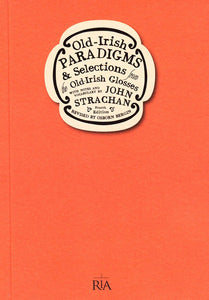 Old-Irish
PARADIGMS
& Selections from
the Old-Irish Glosses
WITH NOTES AND
VOCABULARY BY
JOHN
STRACHAN
Fourth
Edition
REVISED BY OSBORN BERGIN
RIA